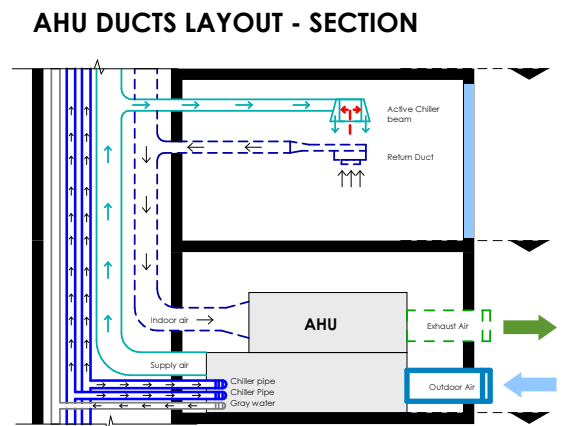 AHU DUCTS LAYOUT - SECTION
Active Chiller
beam
Return Duct
Indoor air
AHU
Exhaust Air
Supply air
Chiller pipe
Chiller Pipe
Gray water
Outdoor Air